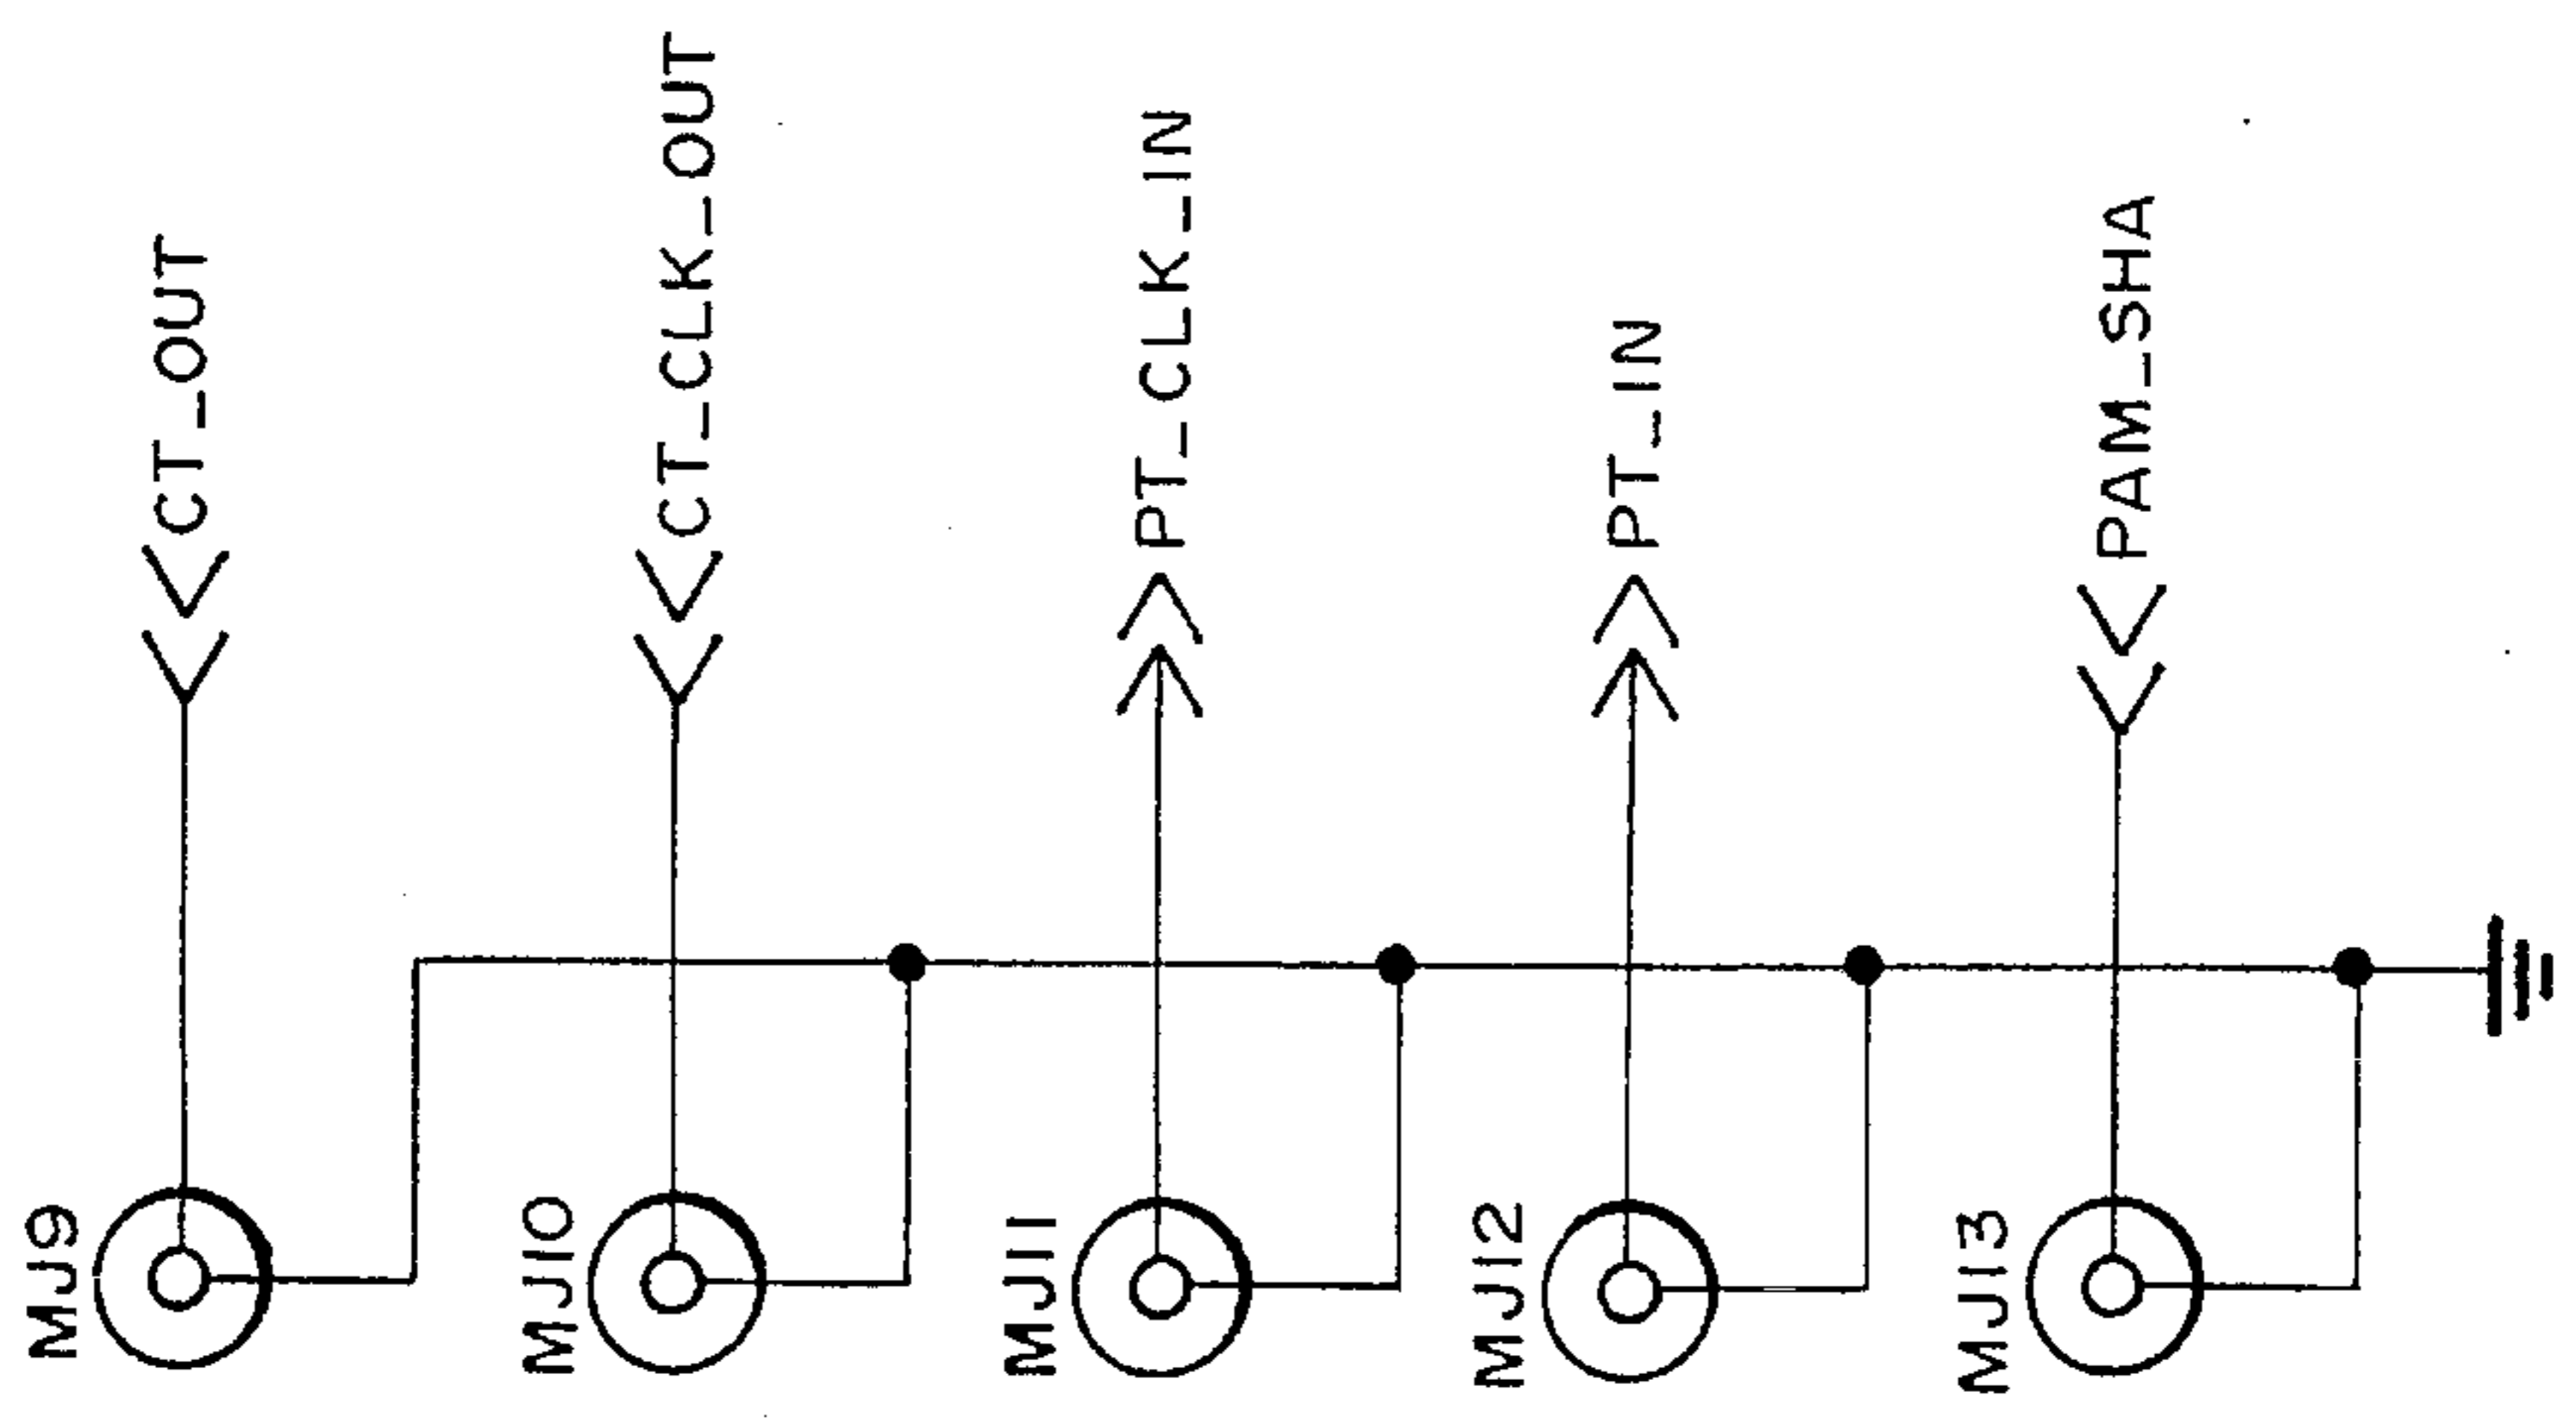 MJ9
CT_OUT
MJ10
CT_CLK_OUT
MJ11
PT_CLK_IN
MJ12
PT_IN
MJ13
PAM_SHA